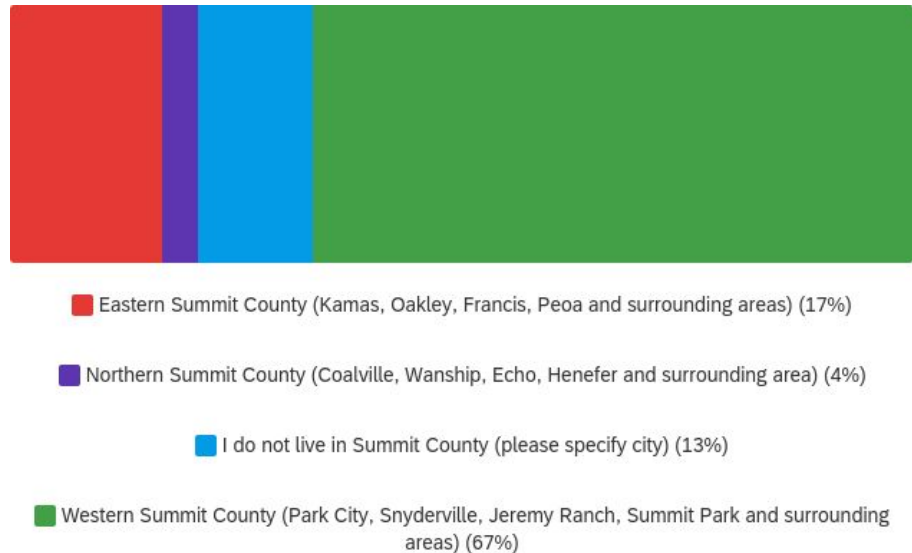 Eastern Summit County (Kamas, Oakley, Francis, Peoa and surrounding areas) (17%)
Northern Summit County (Coalville, Wanship, Echo, Henefer and surrounding area) (4%)
I do not live in Summit County (please specify city) (13%)
Western Summit County (Park City, Snyderville, Jeremy Ranch, Summit Park and surrounding
areas) (67%)